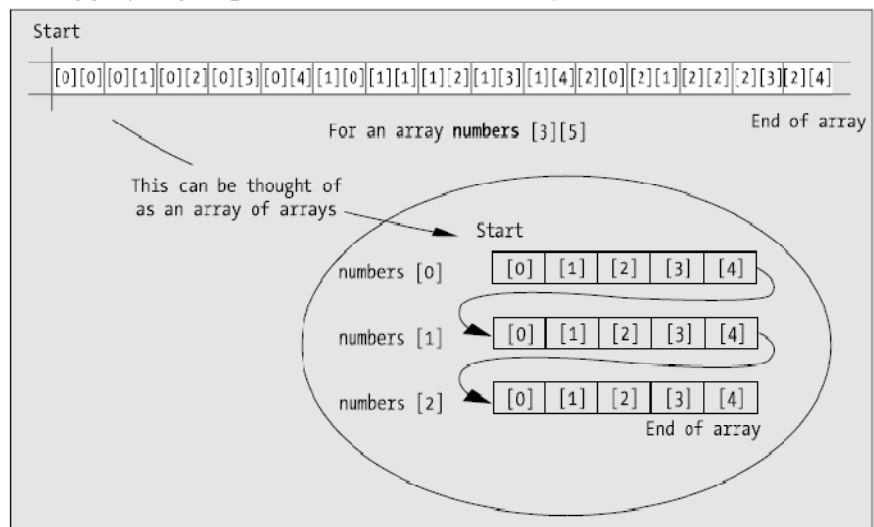 Start
[0][0] [0][1] [0][2] [0][3] [0][4] [1][0] [1][1] [1][2] [1][3] [1][4] [2][0] [2][1] [2][2] [2][3] [2][4]
For an array numbers [3][5]
End of array
This can be thought of
as an array of arrays
Start
numbers [0] [0] [1] [2] [3] [4]
numbers [1] [0] [1] [2] [3] [4]
numbers [2] [0] [1] [2] [3] [4]
End of array